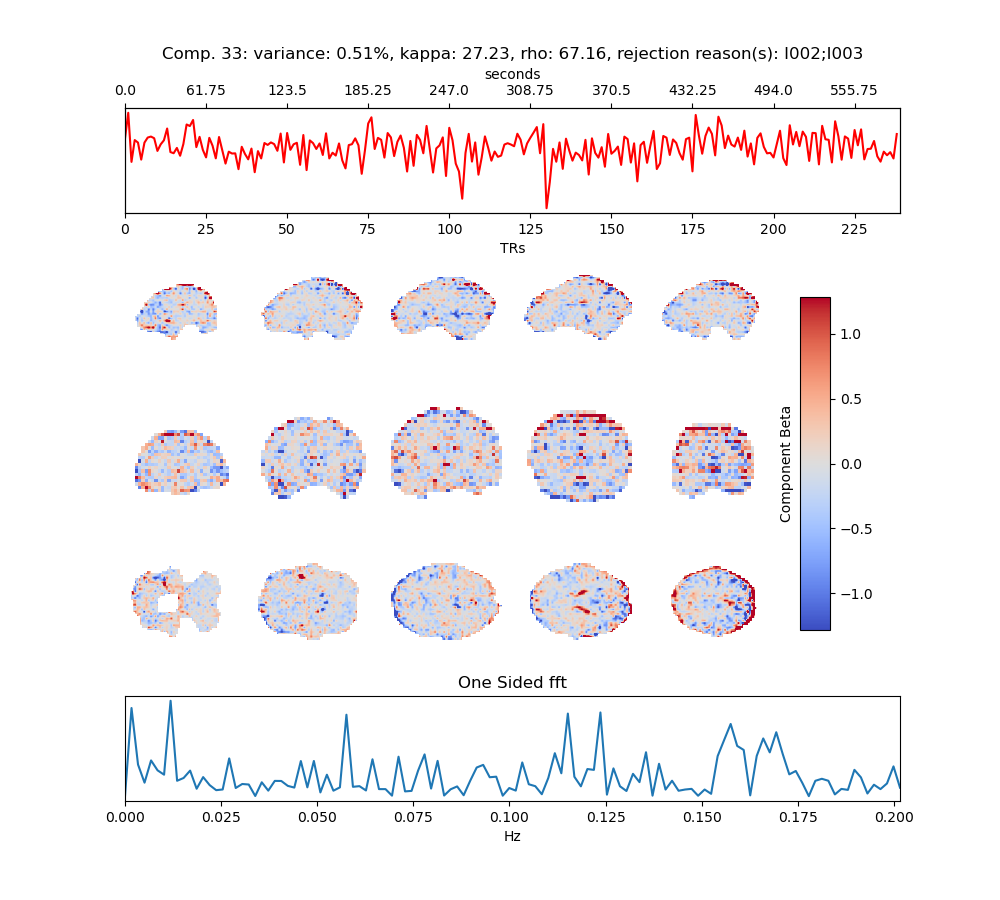 Comp. 33: variance: 0.51%, kappa: 27.23, rho: 67.16, rejection reason(s): I002;I003
seconds
0.0 61.75 123.5 185.25 247.0 308.75 370.5 432.25 494.0 555.75
0 25 50 75 100 125 150 175 200 225
TRs
1.0
0.5
0.0
−0.5
−1.0
Component Beta
One Sided fft
0.000 0.025 0.050 0.075 0.100 0.125 0.150 0.175 0.200
Hz